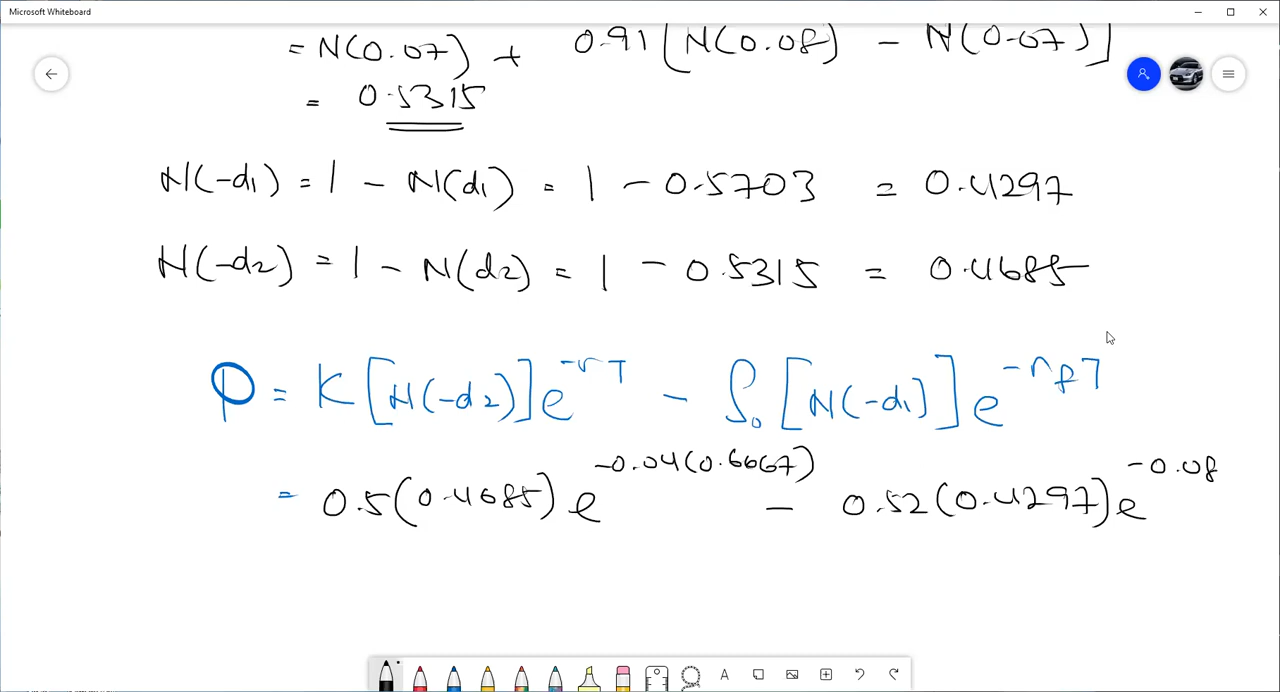 Microsoft Whiteboard
= N(0.07) + 0.91[N(0.08) - N(0.07)]
= 0.5315
N(-d1) = 1 - N(d1) = 1 - 0.5703 = 0.4297
N(-d2) = 1 - N(d2) = 1 - 0.5315 = 0.4685
P = K[N(-d2)]e^-rT - S₀[N(-d1)]e^-rfT
= 0.5(0.4685)e^-0.04(0.6667) - 0.52(0.4297)e^-0.08
A